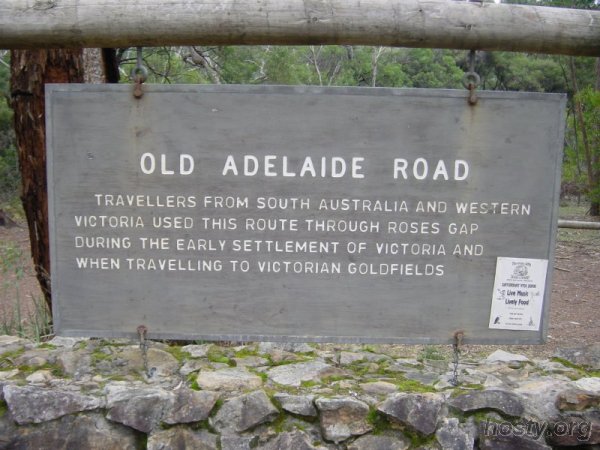 OLD ADELAIDE ROAD
TRAVELLERS FROM SOUTH AUSTRALIA AND WESTERN
VICTORIA USED THIS ROUTE THROUGH ROSES GAP
DURING THE EARLY SETTLEMENT OF VICTORIA AND
WHEN TRAVELLING TO VICTORIAN GOLDFIELDS
Live Music
Lively Food
hosty.org